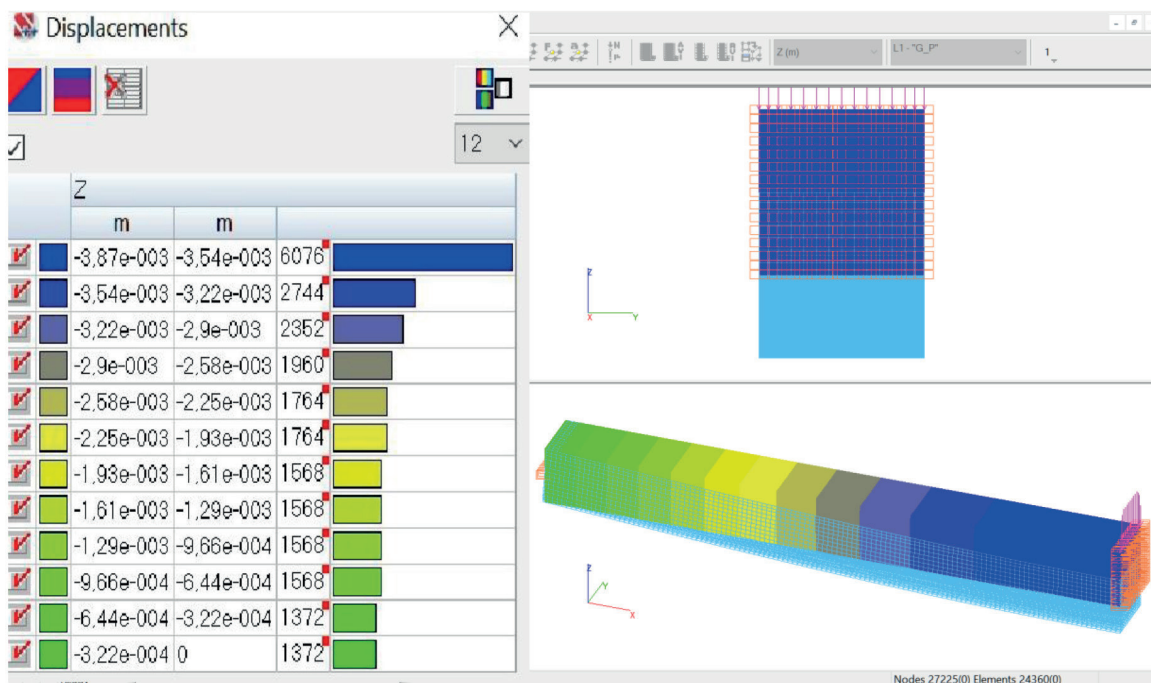 Displacements
12
Z
m m
-3,87e-003 -3,54e-003 6076
-3,54e-003 -3,22e-003 2744
-3,22e-003 -2,9e-003 2352
-2,9e-003 -2,58e-003 1960
-2,58e-003 -2,25e-003 1764
-2,25e-003 -1,93e-003 1764
-1,93e-003 -1,61e-003 1568
-1,61e-003 -1,29e-003 1568
-1,29e-003 -9,66e-004 1568
-9,66e-004 -6,44e-004 1568
-6,44e-004 -3,22e-004 1372
-3,22e-004 0 1372
Z (m) L1 - "G_P" 1
Z
X Y
Z
Y
X
Nodes 27225(0) Elements 24360(0)